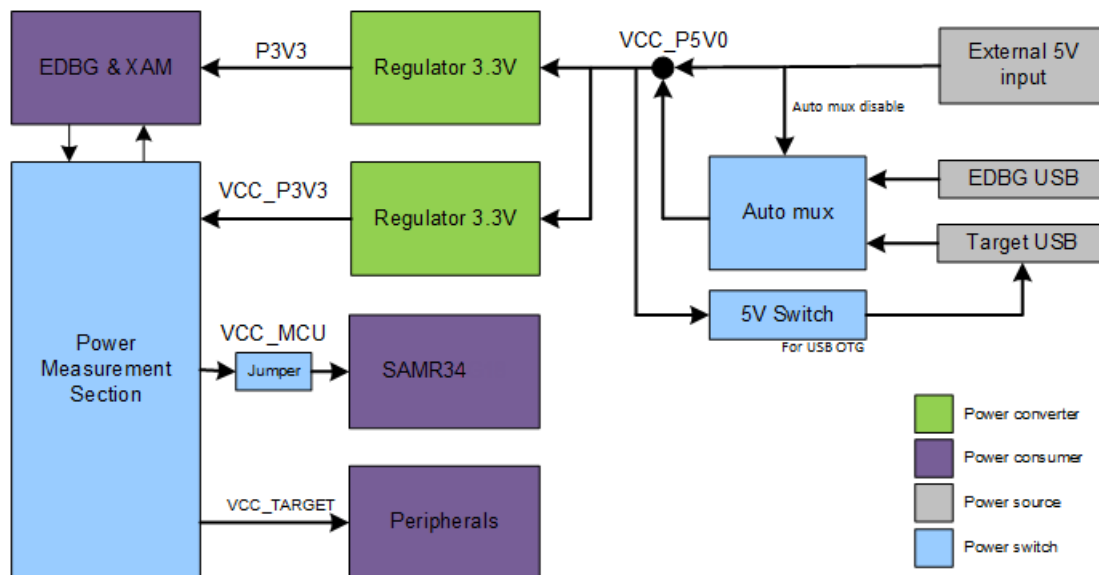 EDBG & XAM
P3V3
Regulator 3.3V
VCC_P5V0
External 5V
input
Auto mux disable
VCC_P3V3
Regulator 3.3V
Auto mux
EDBG USB
Target USB
5V Switch
For USB OTG
Power
Measurement
Section
VCC_MCU
Jumper
SAMR34
VCC_TARGET
Peripherals
Power converter
Power consumer
Power source
Power switch